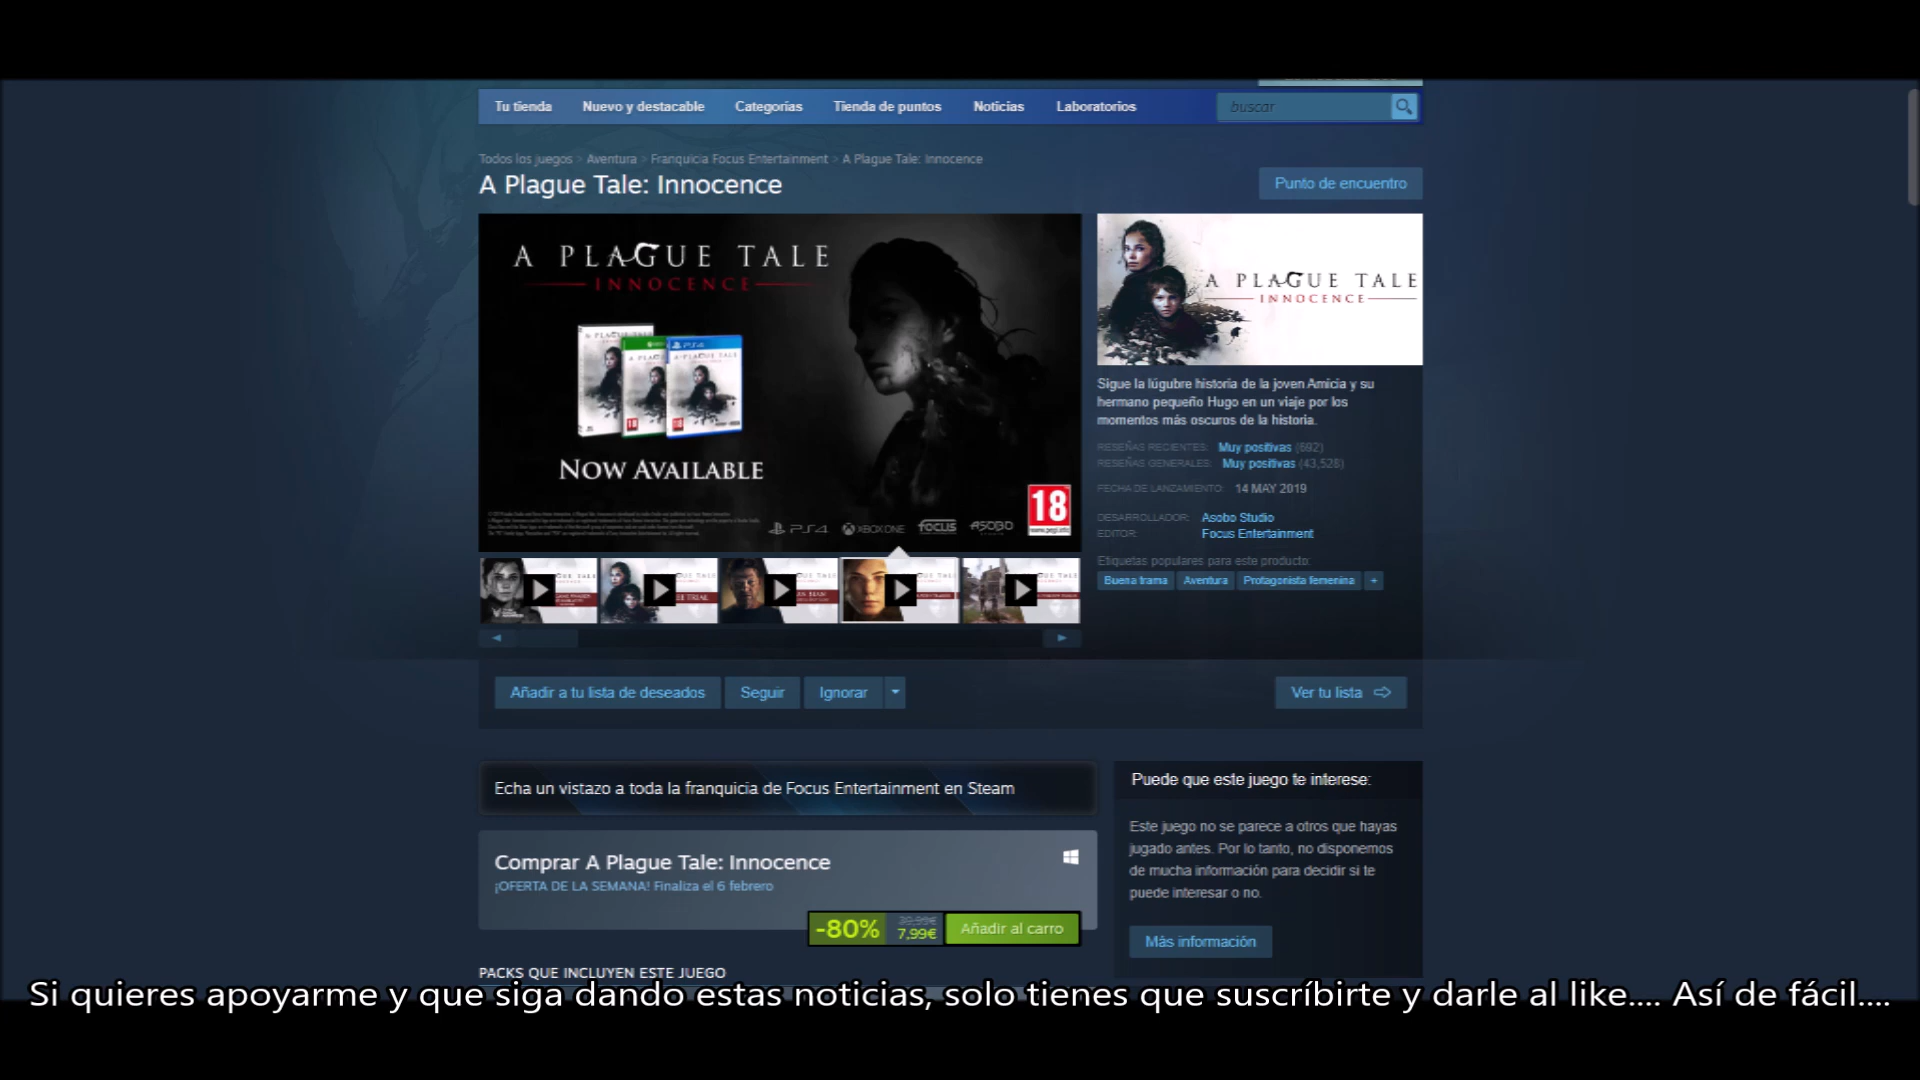 Tu tienda Nuevo y destacable Categorías Tienda de puntos Noticias Laboratorios buscar
Todos los juegos > Aventura > Franquicia Focus Entertainment > A Plague Tale: Innocence
A Plague Tale: Innocence
Punto de encuentro
A PLAGUE TALE
INNOCENCE
NOW AVAILABLE
PS4 XBOX ONE FOCUS ASOBO
18
A PLAGUE TALE
INNOCENCE
Sigue la lúgubre historia de la joven Amicia y su
hermano pequeño Hugo en un viaje por los
momentos más oscuros de la historia.
RESEÑAS RECIENTES: Muy positivas (692)
RESEÑAS GENERALES: Muy positivas (43,528)
FECHA DE LANZAMIENTO: 14 MAY 2019
DESARROLLADOR: Asobo Studio
EDITOR: Focus Entertainment
Etiquetas populares para este producto:
Buena trama Aventura Protagonista femenina +
Añadir a tu lista de deseados Seguir Ignorar
Ver tu lista
Echa un vistazo a toda la franquicia de Focus Entertainment en Steam
Comprar A Plague Tale: Innocence
¡OFERTA DE LA SEMANA! Finaliza el 6 febrero
-80% 39,99€ 7,99€ Añadir al carro
PACKS QUE INCLUYEN ESTE JUEGO
Puede que este juego te interese:
Este juego no se parece a otros que hayas
jugado antes. Por lo tanto, no disponemos
de mucha información para decidir si te
puede interesar o no.
Más información
Si quieres apoyarme y que siga dando estas noticias, solo tienes que suscríbirte y darle al like.... Así de fácil....